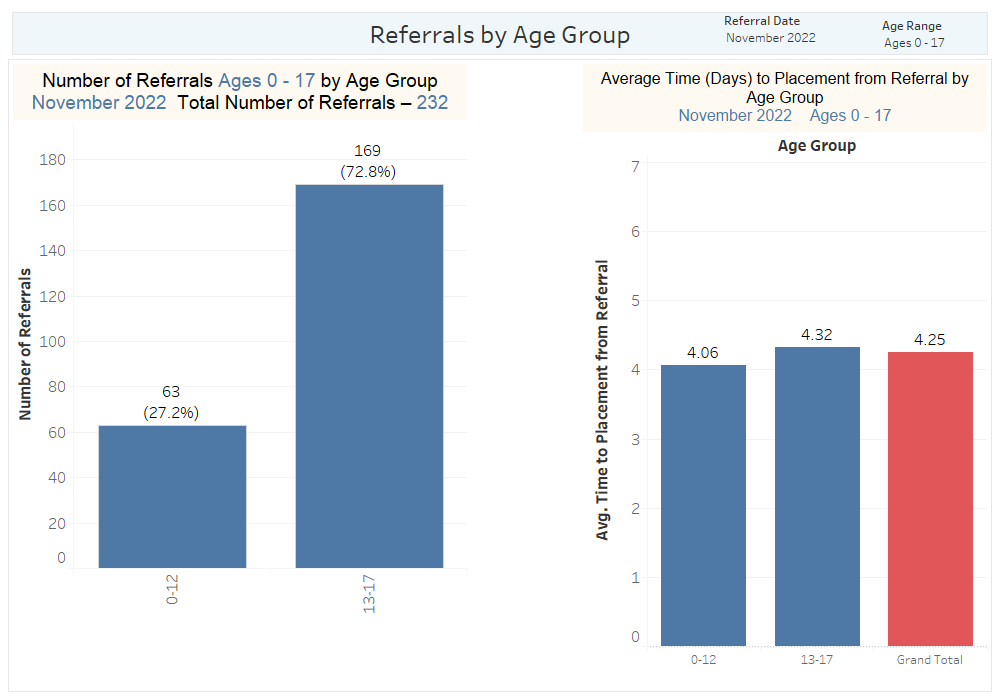 Referrals by Age Group
Referral Date
November 2022
Age Range
Ages 0 - 17
Number of Referrals Ages 0 - 17 by Age Group
November 2022 Total Number of Referrals – 232
Number of Referrals
180
160
140
120
100
80
60
40
20
0
63
(27.2%)
169
(72.8%)
0-12
13-17
Average Time (Days) to Placement from Referral by
Age Group
November 2022 Ages 0 - 17
Age Group
Avg. Time to Placement from Referral
7
6
5
4
3
2
1
0
4.06
4.32
4.25
0-12
13-17
Grand Total